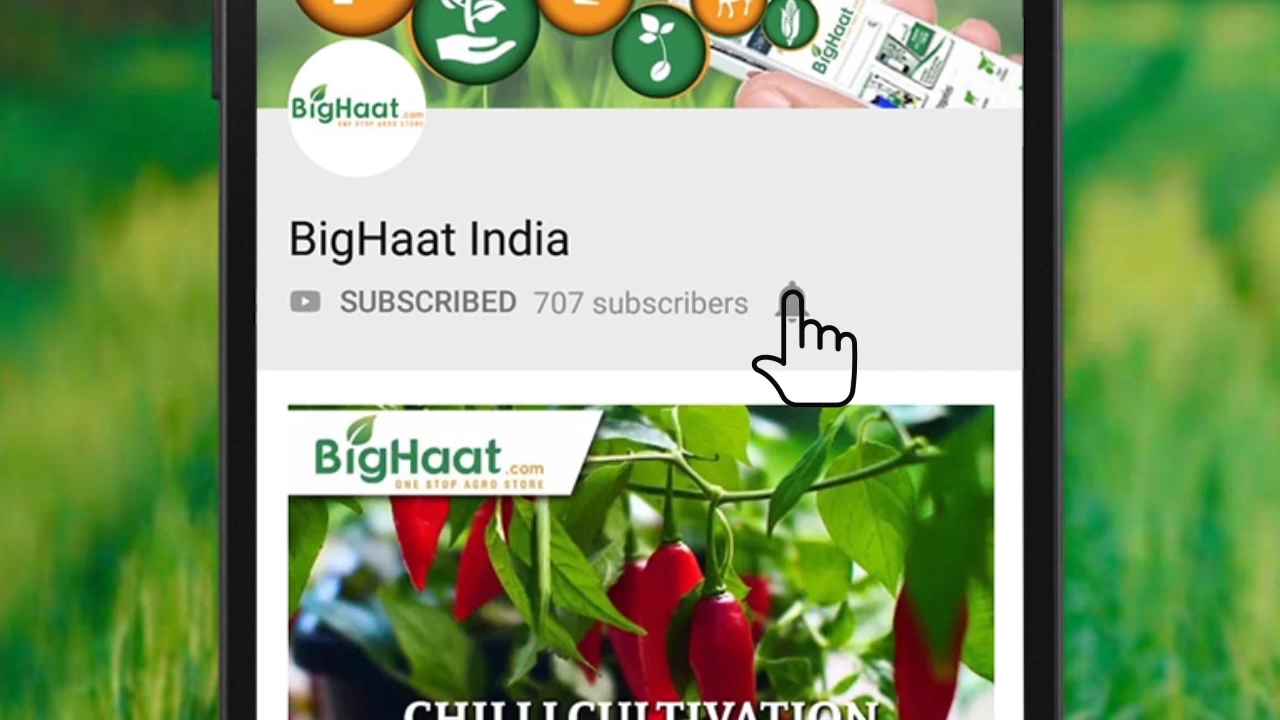 BigHaat
BigHaat.com
ONE STOP AGRO STORE
BigHaat India
SUBSCRIBED 707 subscribers
BigHaat.com
ONE STOP AGRO STORE
CHILLI CULTIVATION